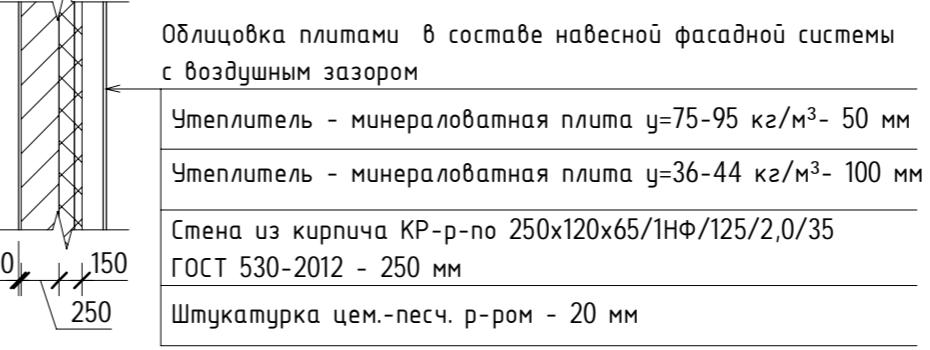 Облицовка плитами в составе навесной фасадной системы
с воздушным зазором
Утеплитель - минераловатная плита y=75-95 кг/м³- 50 мм
Утеплитель - минераловатная плита y=36-44 кг/м³- 100 мм
Стена из кирпича КР-р-по 250х120х65/1НФ/125/2,0/35
ГОСТ 530-2012 - 250 мм
Штукатурка цем.-песч. р-ром - 20 мм
0
150
250